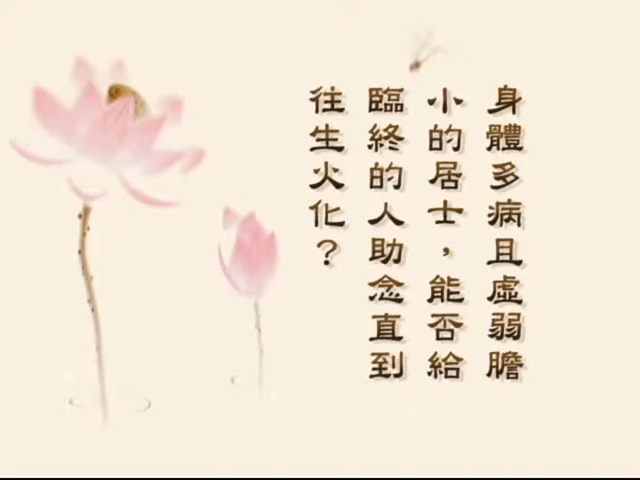 身體多病且虛弱膽
小的居士，能否給
臨終的人助念直到
往生火化？